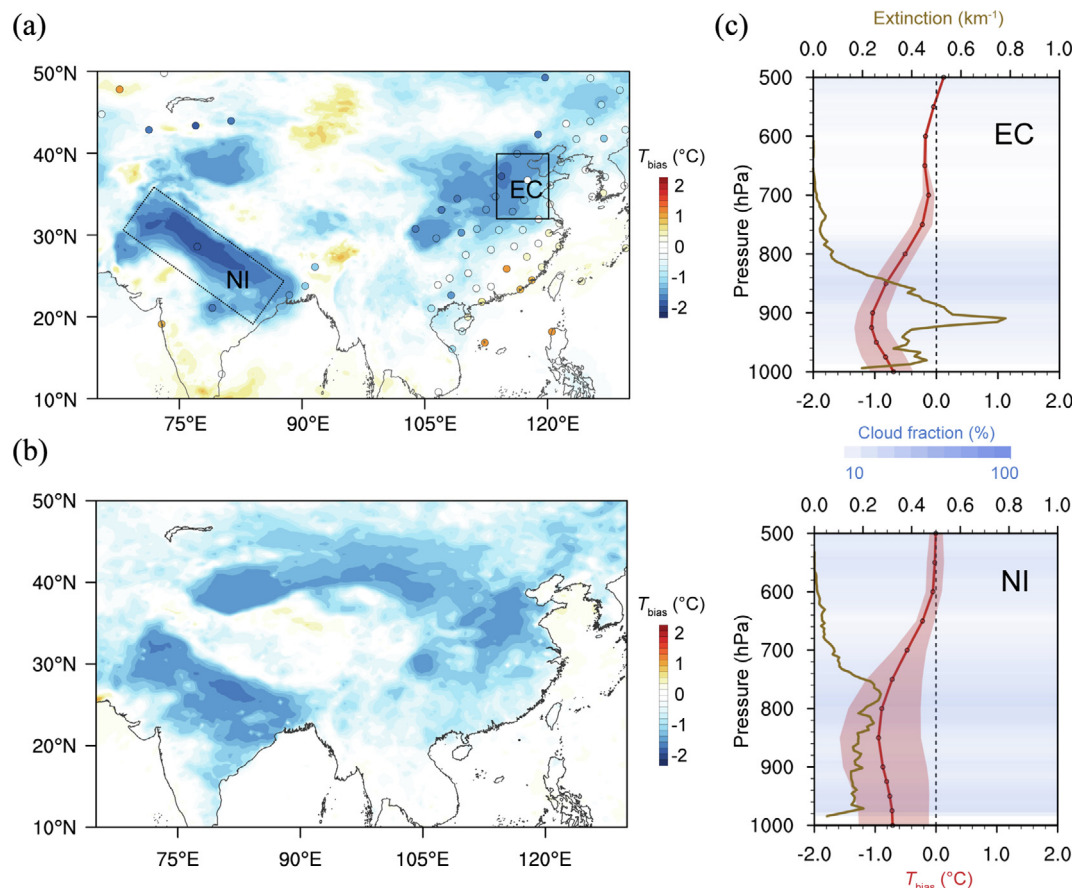 (a)
50°N
40°N
30°N
20°N
10°N
75°E
90°E
105°E
120°E
NI
EC
T bias (°C)
2
1
0
-1
-2
(b)
50°N
40°N
30°N
20°N
10°N
75°E
90°E
105°E
120°E
T bias (°C)
2
1
0
-1
-2
(c)
Extinction (km-1)
0.0 0.2 0.4 0.6 0.8 1.0
500
600
700
800
900
1000
Pressure (hPa)
EC
-2.0 -1.0 0.0 1.0 2.0
Cloud fraction (%)
10 100
0.0 0.2 0.4 0.6 0.8 1.0
500
600
700
800
900
1000
Pressure (hPa)
NI
-2.0 -1.0 0.0 1.0 2.0
T bias (°C)